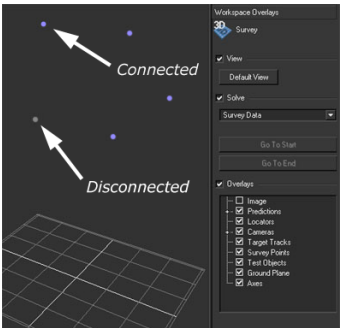 Workspace Overlays
3D
Survey
View
Connected
Default View
Solve
Survey Data
Go To Start
Disconnected
Go To End
Overlays
Image
Predictions
Locators
Cameras
Target Tracks
Survey Points
Test Objects
Ground Plane
Axes